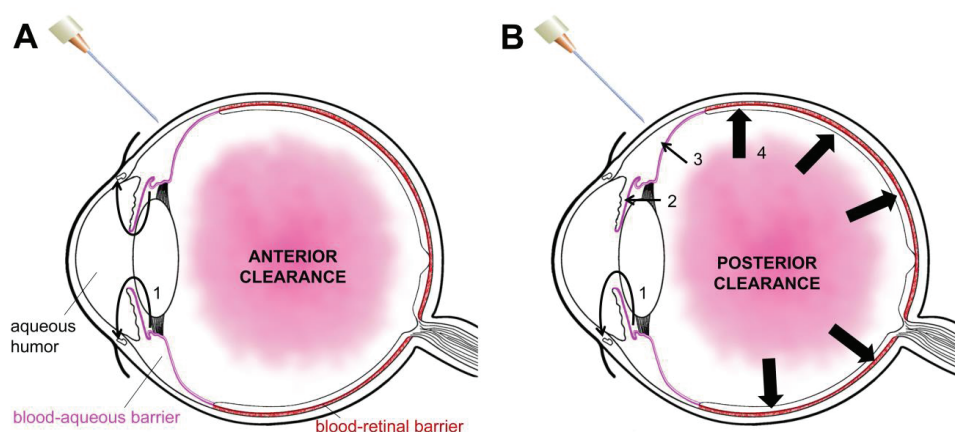 A
B
3
4
2
ANTERIOR
CLEARANCE
POSTERIOR
CLEARANCE
1
1
aqueous
humor
blood-aqueous barrier
blood-retinal barrier